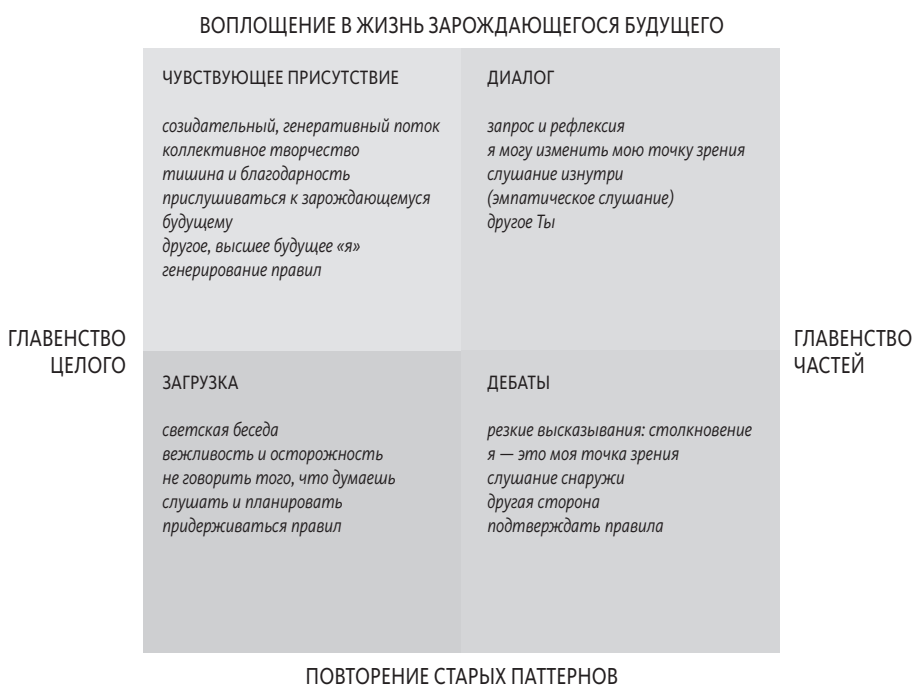 ВОПЛОЩЕНИЕ В ЖИЗНЬ ЗАРОЖДАЮЩЕГОСЯ БУДУЩЕГО
ЧУВСТВУЮЩЕЕ ПРИСУТСТВИЕ
созидательный, генеративный поток
коллективное творчество
тишина и благодарность
прислушиваться к зарождающемуся
будущему
другое, высшее будущее «я»
генерирование правил
ДИАЛОГ
запрос и рефлексия
я могу изменить мою точку зрения
слушание изнутри
(эмпатическое слушание)
другое Ты
ГЛАВЕНСТВО
ЦЕЛОГО
ГЛАВЕНСТВО
ЧАСТЕЙ
ЗАГРУЗКА
светская беседа
вежливость и осторожность
не говорить того, что думаешь
слушать и планировать
придерживаться правил
ДЕБАТЫ
резкие высказывания: столкновение
я — это моя точка зрения
слушание снаружи
другая сторона
подтверждать правила
ПОВТОРЕНИЕ СТАРЫХ ПАТТЕРНОВ